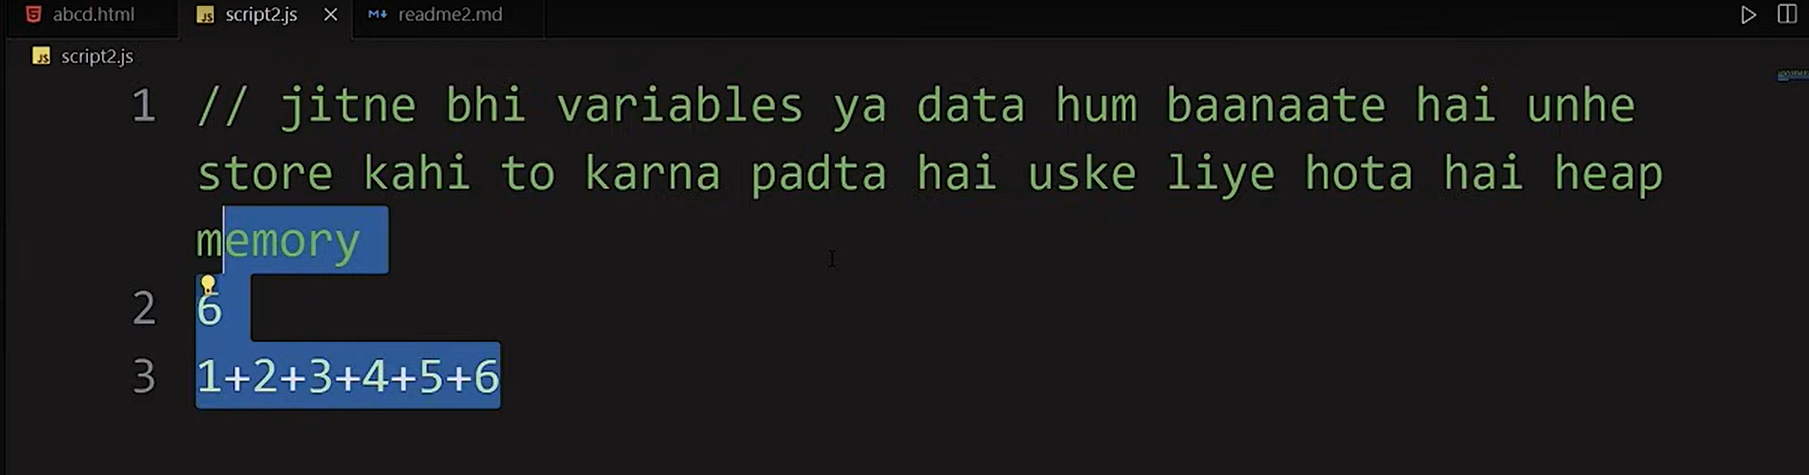 abcd.html script2.js readme2.md
script2.js
1 // jitne bhi variables ya data hum baanaate hai unhe
store kahi to karna padta hai uske liye hota hai heap
memory
2 6
3 1+2+3+4+5+6